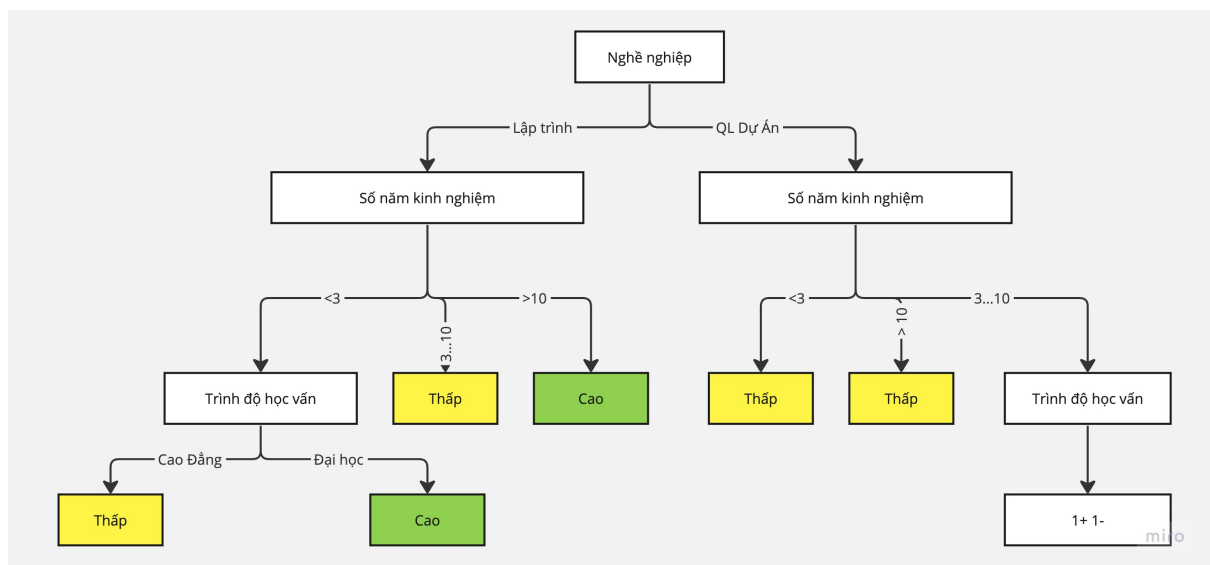 Nghề nghiệp
Lập trình
QL Dự Án
Số năm kinh nghiệm
Số năm kinh nghiệm
<3
3...10
>10
<3
> 10
3...10
Trình độ học vấn
Thấp
Cao
Thấp
Thấp
Trình độ học vấn
Cao Đẳng
Đại học
Thấp
Cao
1+ 1-
miro